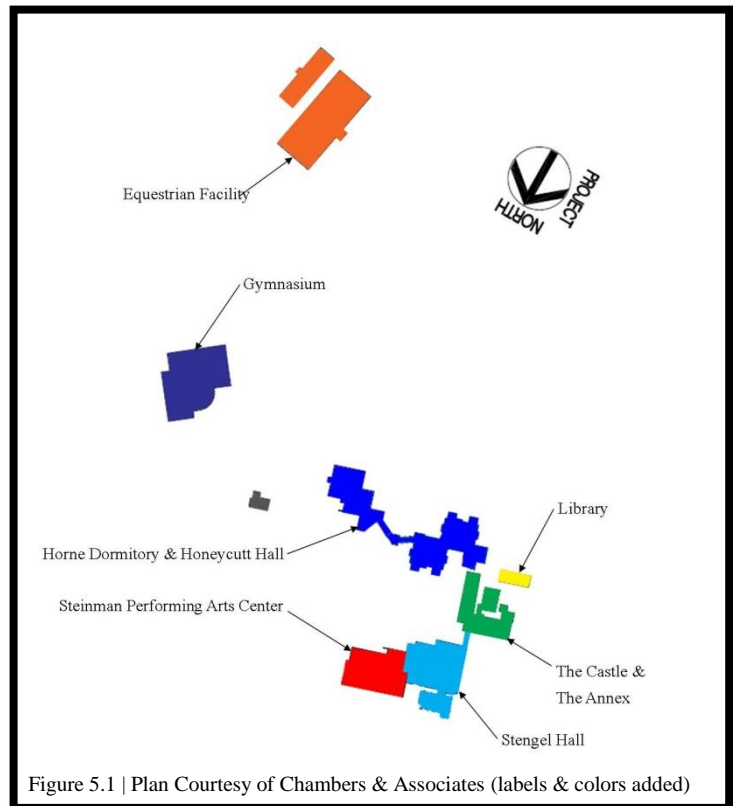 Equestrian Facility
PROJECT
NORTH
Gymnasium
Library
Horne Dormitory & Honeycutt Hall
Steinman Performing Arts Center
The Castle &
The Annex
Stengel Hall
Figure 5.1 | Plan Courtesy of Chambers & Associates (labels & colors added)